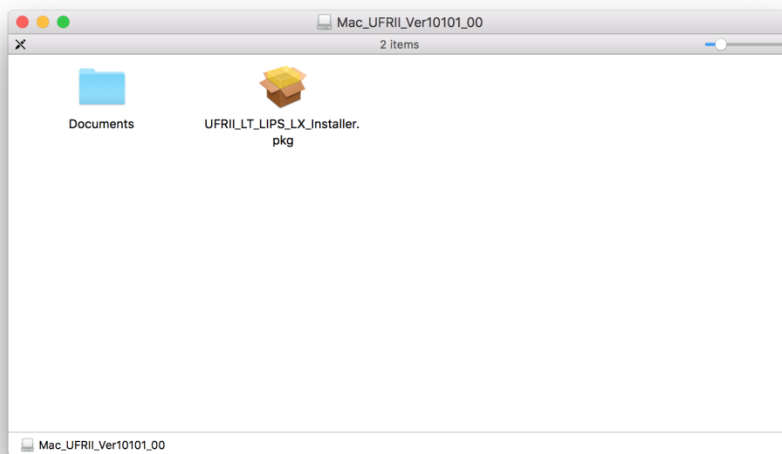 Mac_UFRII_Ver10101_00
2 items
Documents
UFRII_LT_LIPS_LX_Installer.
pkg
Mac_UFRII_Ver10101_00